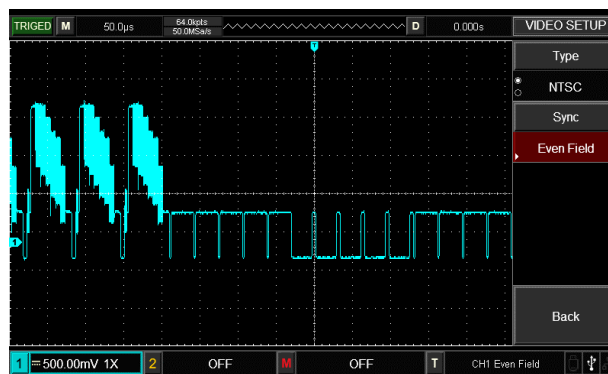 TRIGED M 50.0μs 64.0kpts D 0.000s VIDEO SETUP
50.0MSa/s
T
Type
NTSC
Sync
Even Field
1
Back
1 500.00mV 1X 2 OFF M OFF T CH1 Even Field